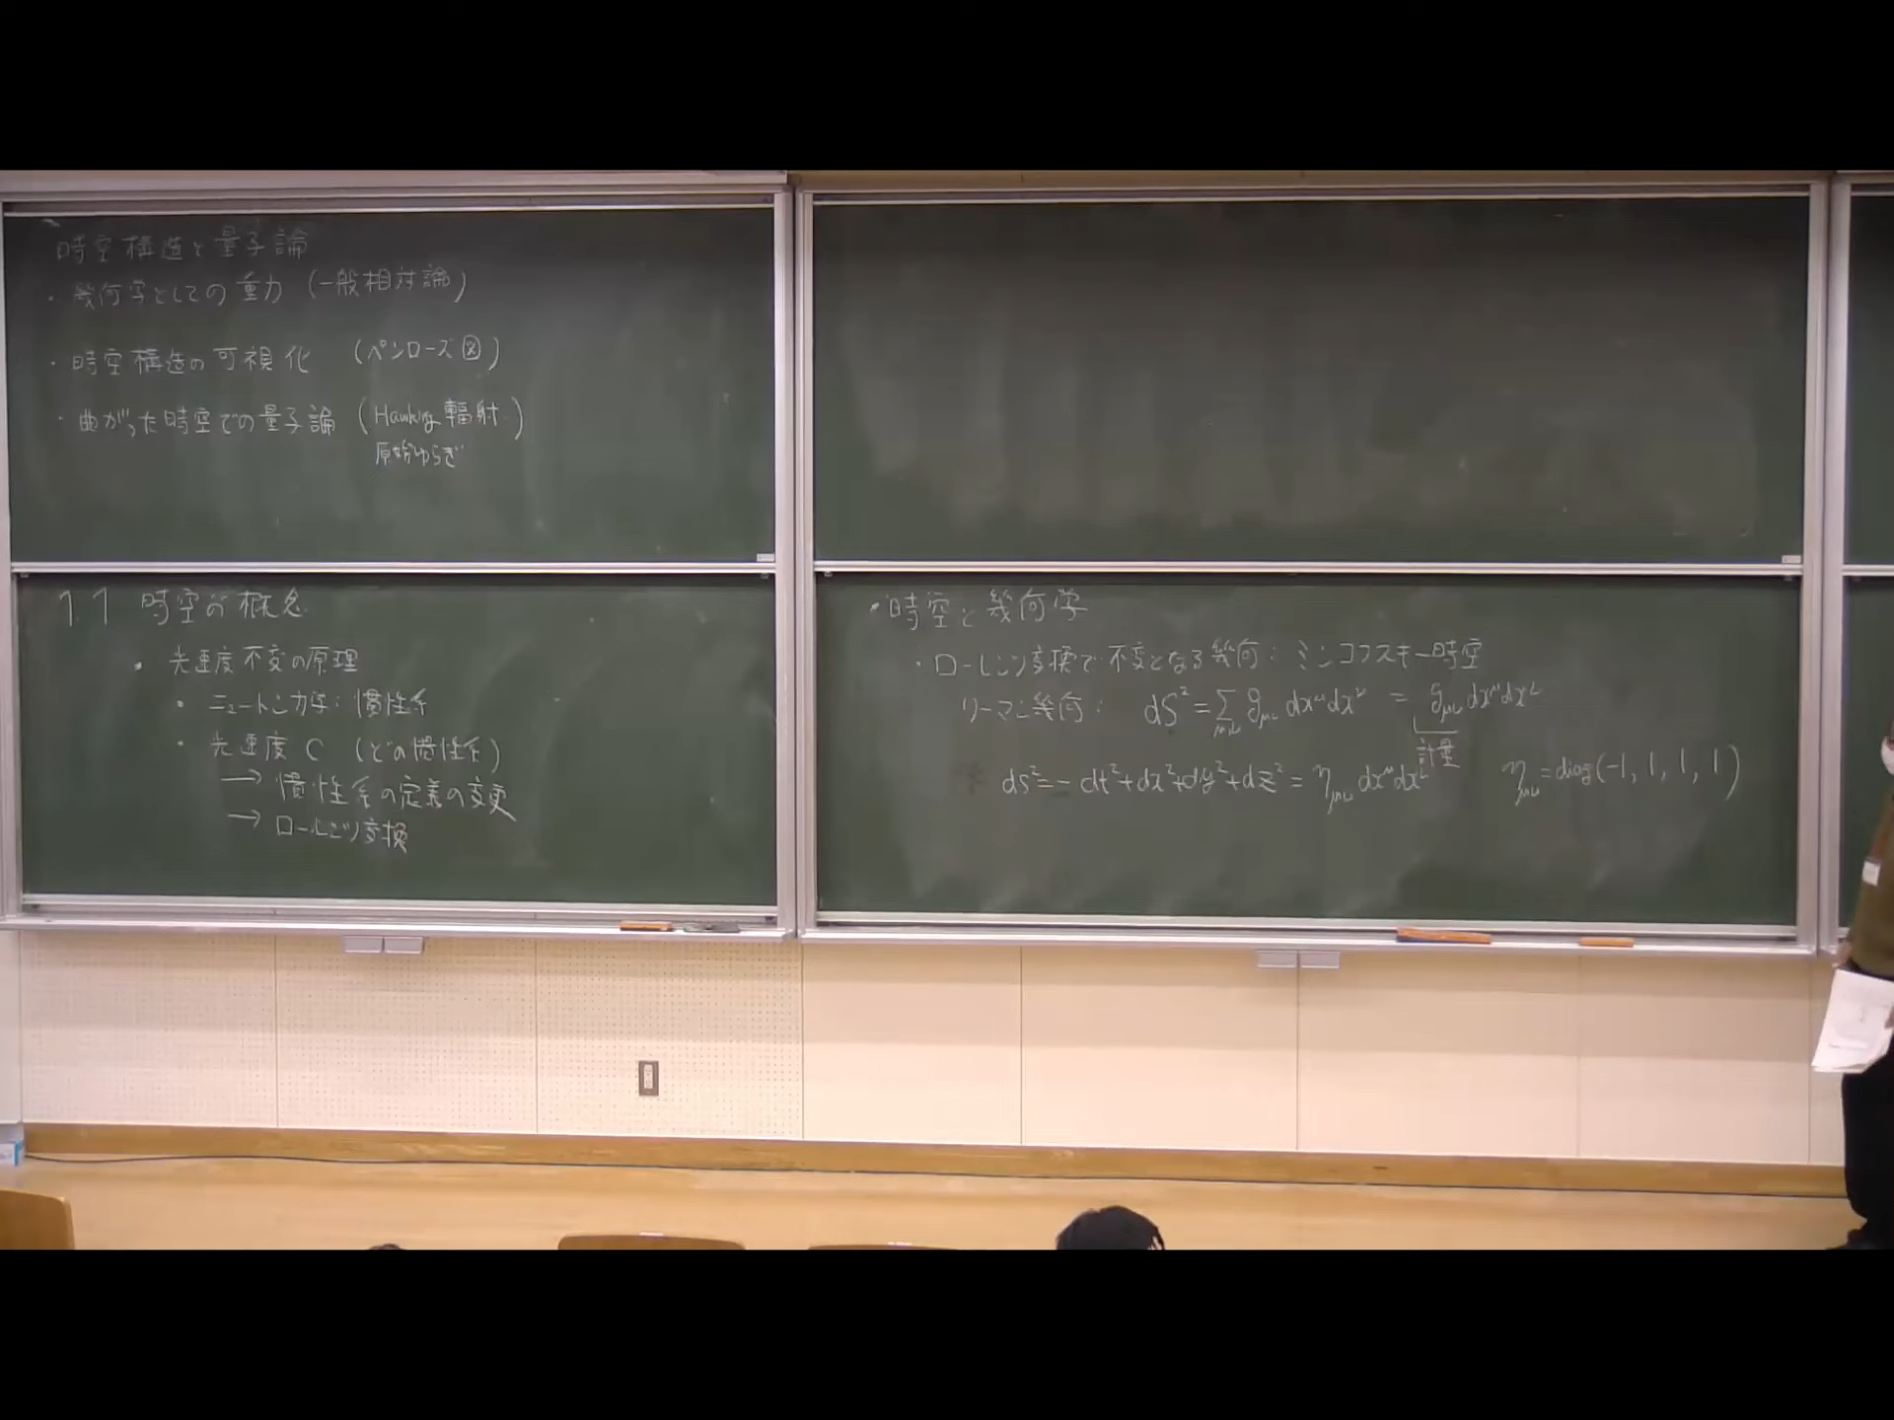 時空構造と量子論
・幾何学としての重力 (一般相対論)
・時空構造の可視化 (ペンローズ図)
・曲がった時空での量子論 (Hawking輻射
原始ゆらぎ)
1.1 時空の概念
・光速度不変の原理
・ニュートン力学: 慣性系
・光速度 C (どの慣性系)
→ 慣性系の定義の変更
→ ローレンツ変換
・時空と幾何学
・ローレンツ変換で不変となる幾何: ミンコフスキー時空
リーマン幾何: dS² = Σ_μν g_μν dx^μ dx^ν = g_μν dx^μ dx^ν
計量
ds² = - dt² + dx² + dy² + dz² = η_μν dx^μ dx^ν η_μν = diag(-1, 1, 1, 1)